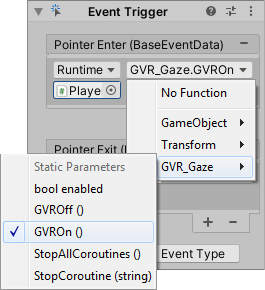 Event Trigger
Pointer Enter (BaseEventData)
Runtime
GVR_Gaze.GVROn
Playe
No Function
GameObject
Transform
GVR_Gaze
Pointer Exit (
Static Parameters
bool enabled
GVROff ()
✓ GVROn ()
StopAllCoroutines ()
StopCoroutine (string)
Event Type